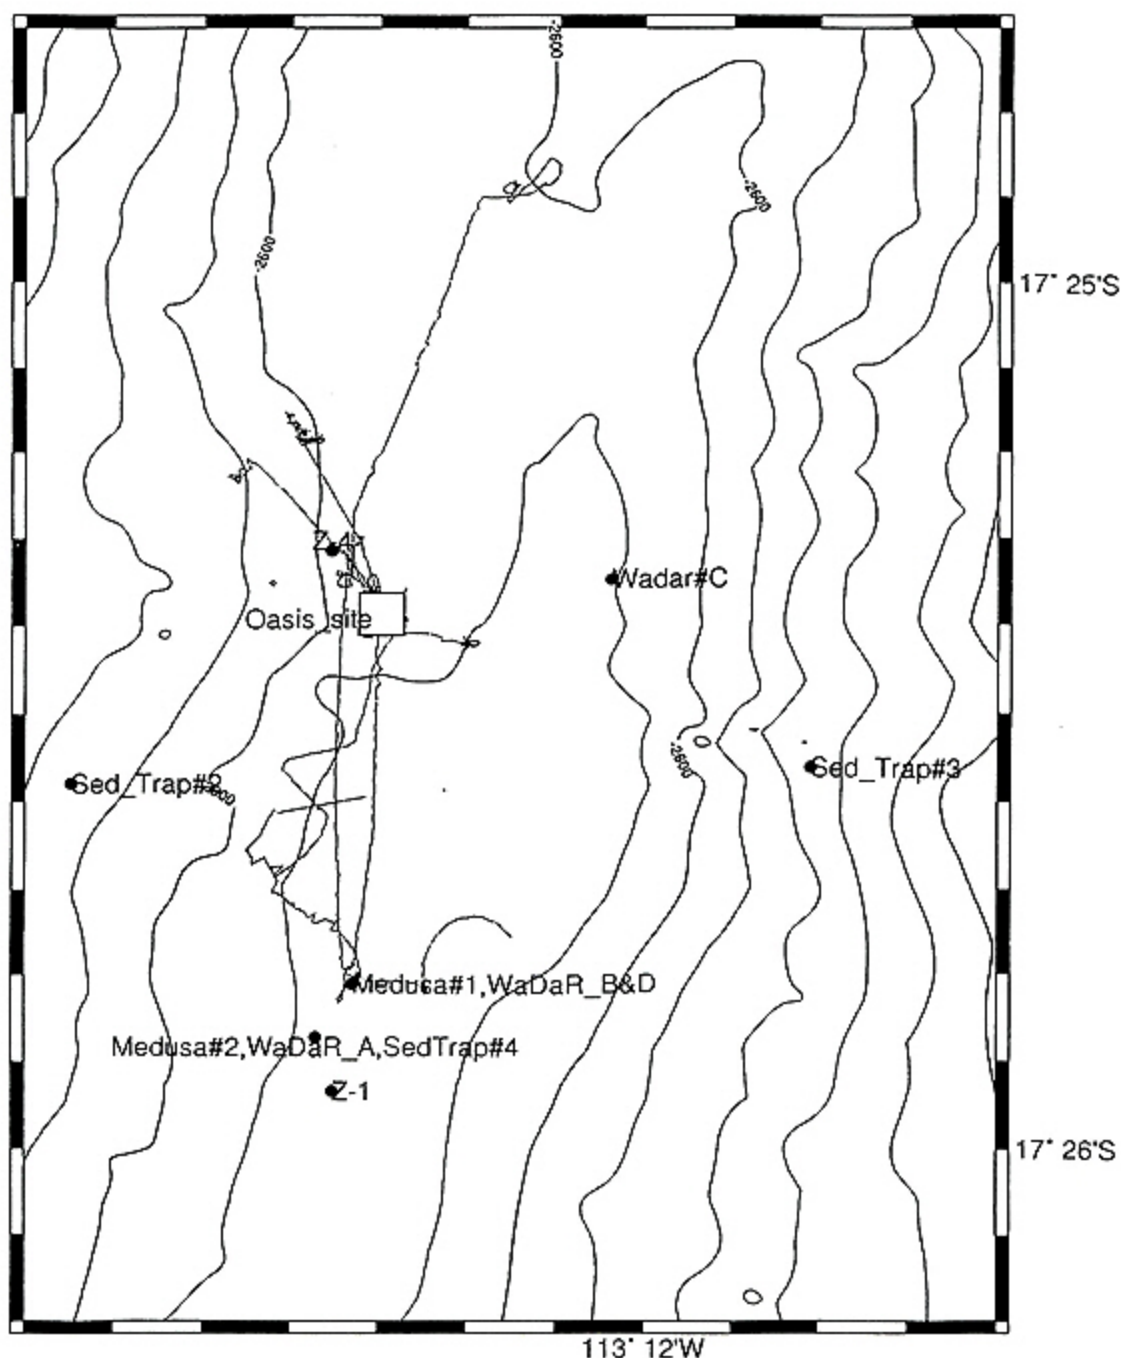 -2600
-2600
-2600
17° 25'S
Wadar#C
Oasis_site
-2600
Sed_Trap#2
Sed_Trap#3
Medusa#1,WaDaR_B&D
Medusa#2,WaDaR_A,SedTrap#4
Z-1
17° 26'S
113° 12'W